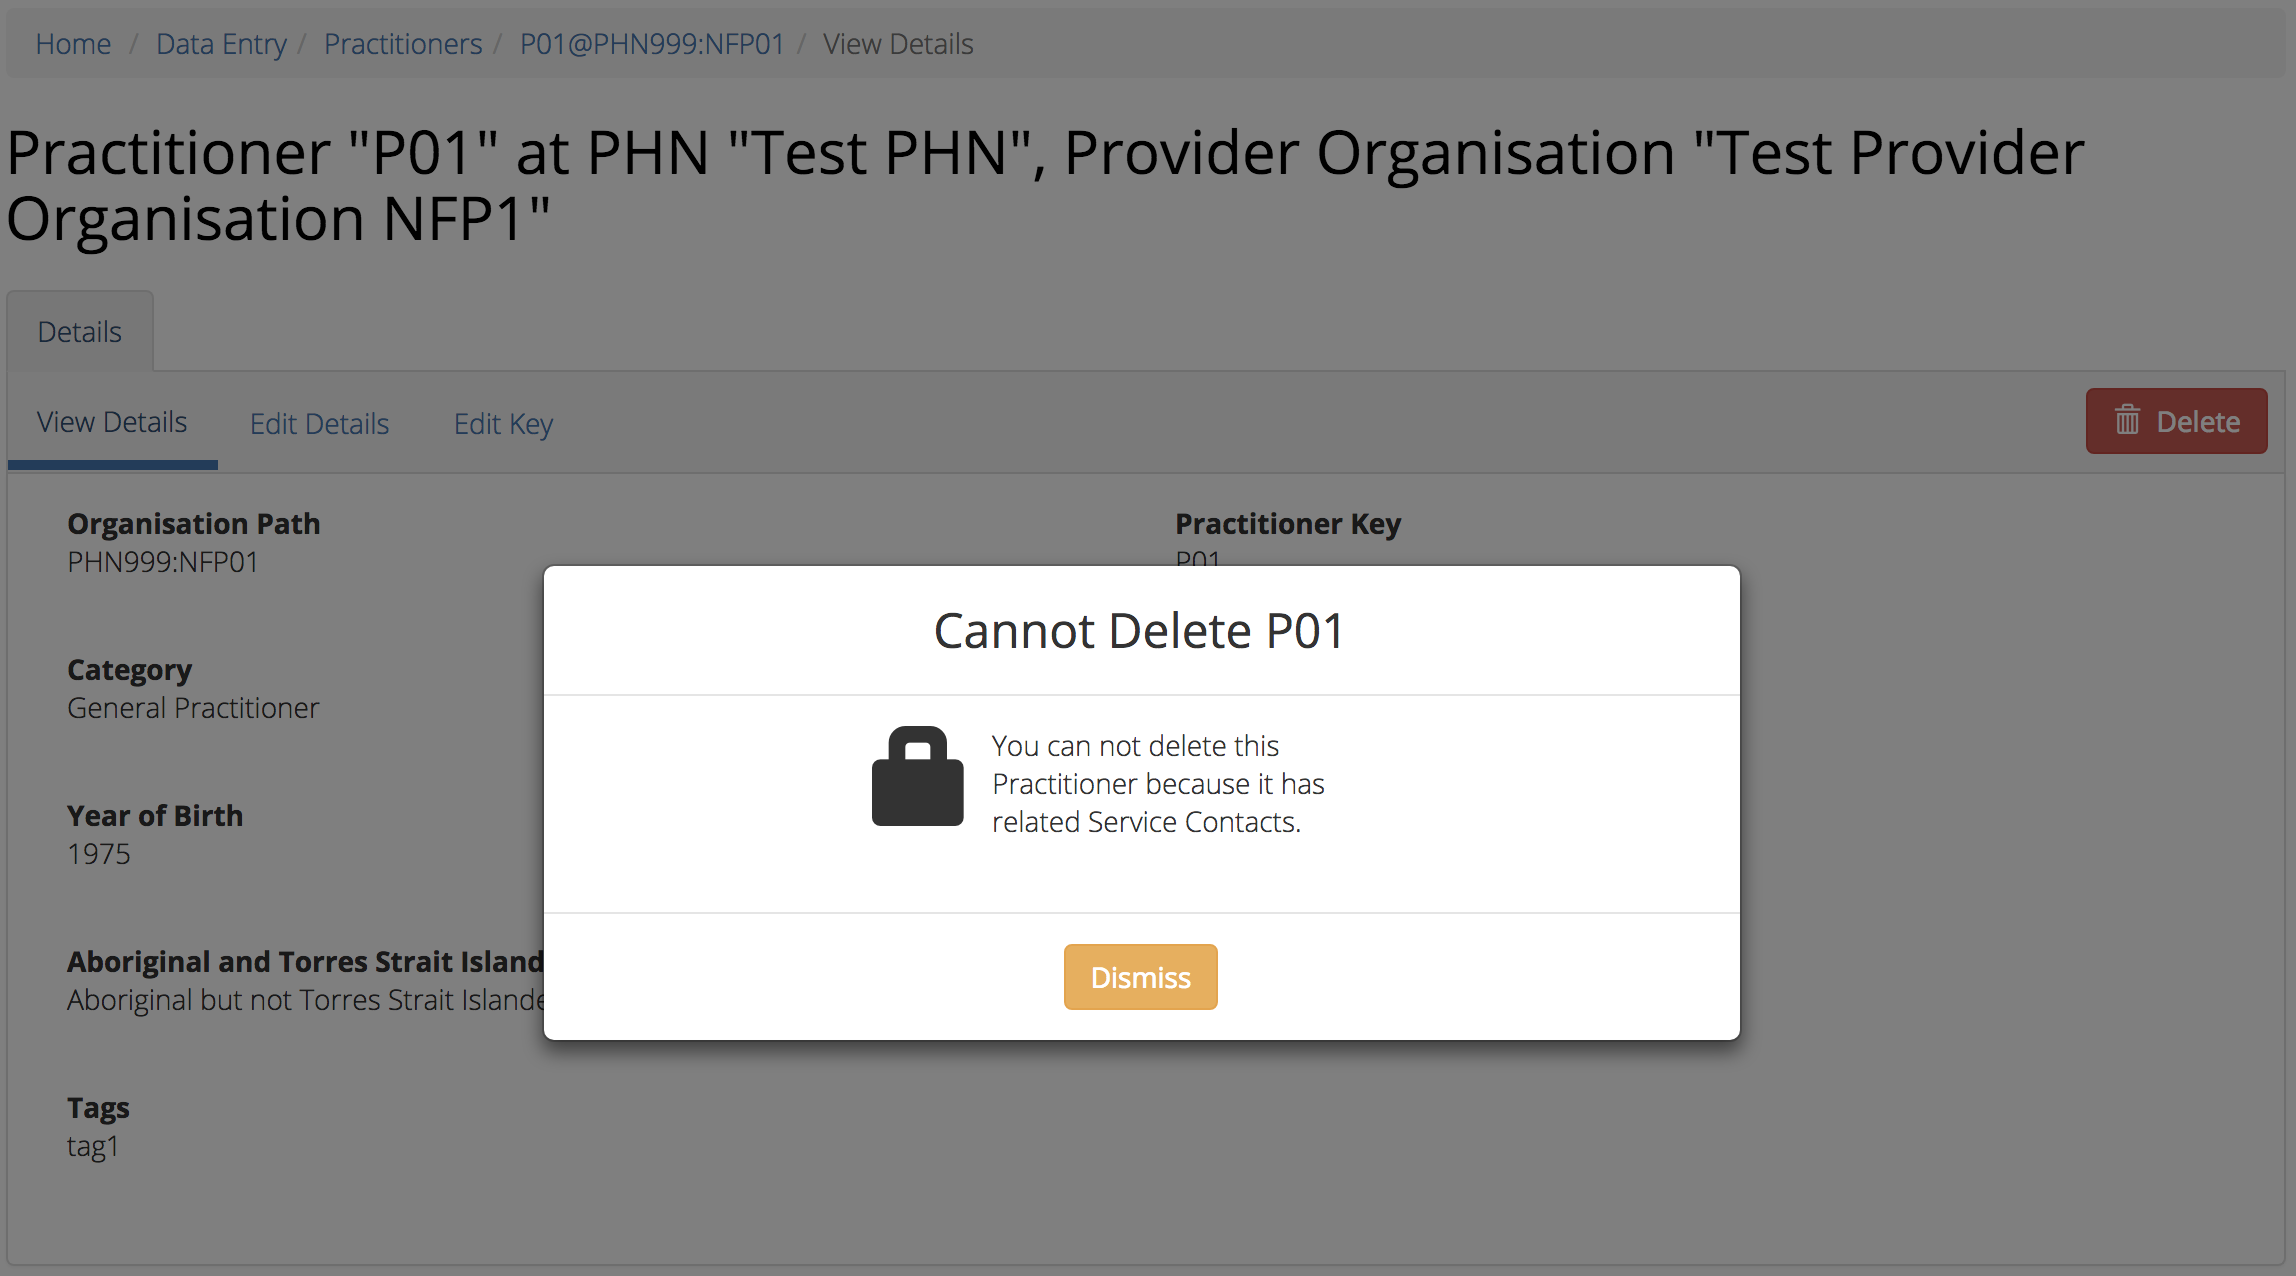 Home / Data Entry / Practitioners / P01@PHN999:NFP01 / View Details
Practitioner "P01" at PHN "Test PHN", Provider Organisation "Test Provider
Organisation NFP1"
Details
View Details Edit Details Edit Key Delete
Organisation Path
PHN999:NFP01
Practitioner Key
P01
Category
General Practitioner
Year of Birth
1975
Aboriginal and Torres Strait Island
Aboriginal but not Torres Strait Islande
Tags
tag1
Cannot Delete P01
You can not delete this
Practitioner because it has
related Service Contacts.
Dismiss